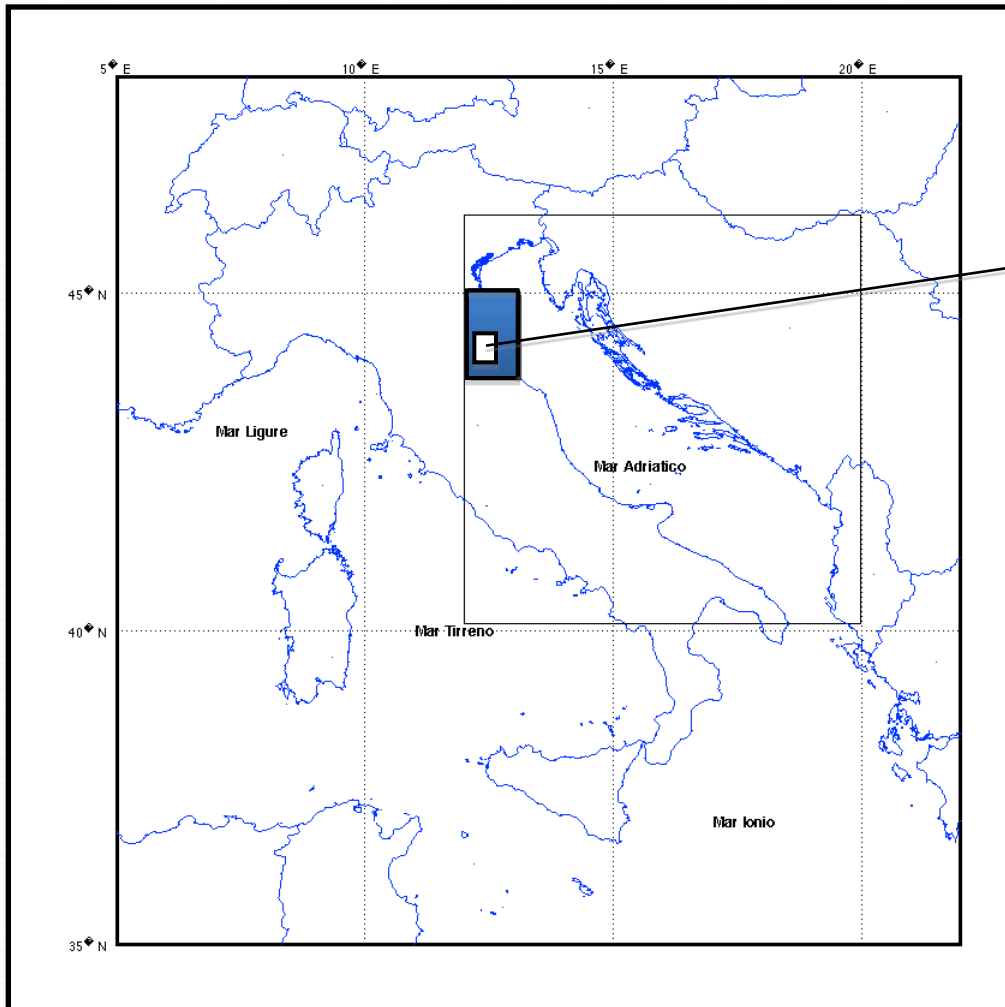 5� E
10� E
15� E
20� E
45� N
Mar Ligure
Mar Adriatico
40� N
Mar Tirreno
Mar Ionio
35� N